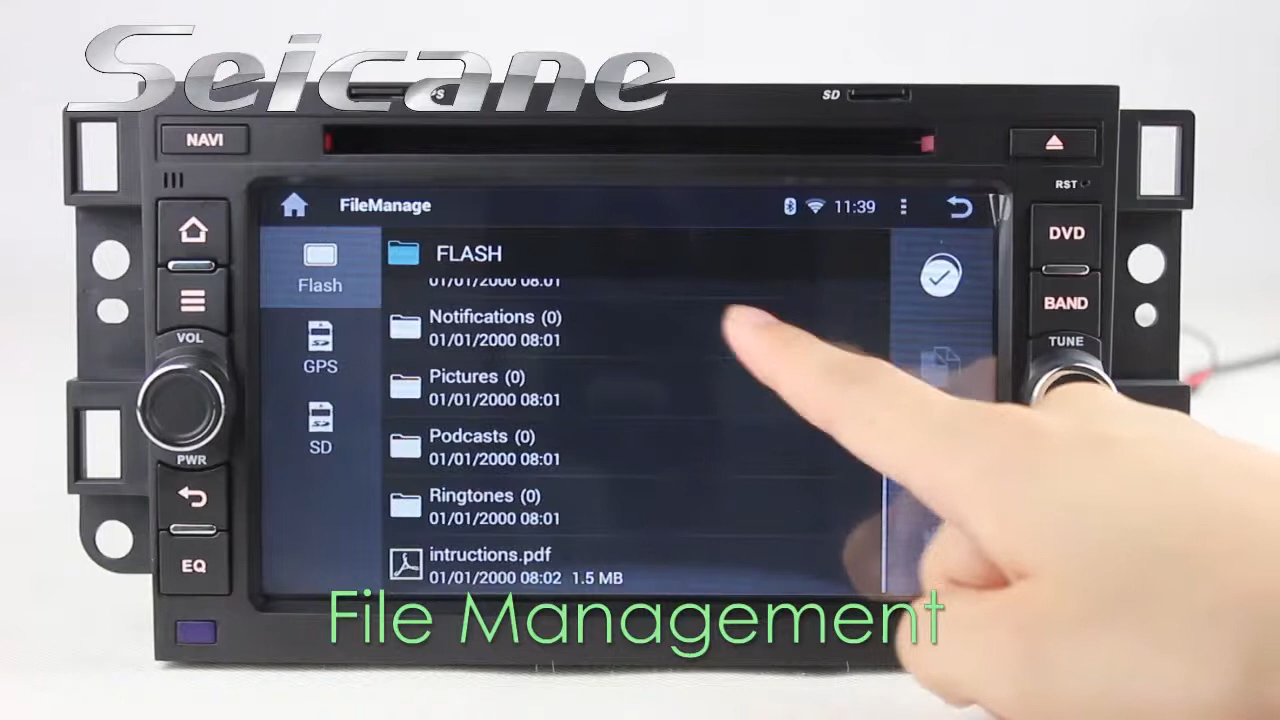 Seicane
SD
NAVI
RST
FileManage
11:39
FLASH
01/01/2000 08:01
Flash
Notifications (0)
01/01/2000 08:01
GPS
Pictures (0)
01/01/2000 08:01
SD
Podcasts (0)
01/01/2000 08:01
Ringtones (0)
01/01/2000 08:01
intructions.pdf
01/01/2000 08:02 1.5 MB
VOL
PWR
EQ
DVD
BAND
TUNE
File Management